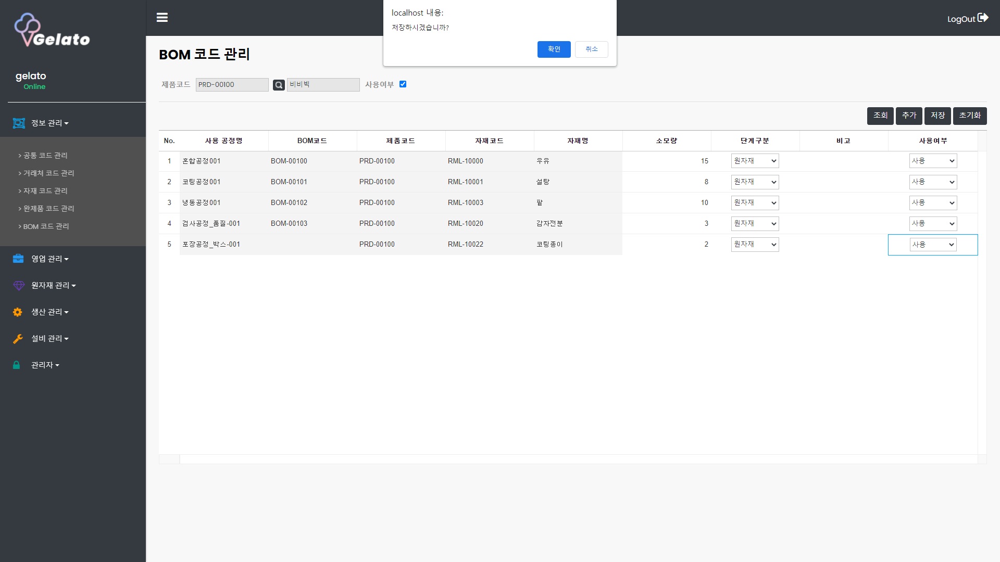 Gelato
gelato
Online
정보 관리
> 공통 코드 관리
> 거래처 코드 관리
> 자재 코드 관리
> 완제품 코드 관리
> BOM 코드 관리
영업 관리
원자재 관리
생산 관리
설비 관리
관리자
LogOut
localhost 내용:
저장하시겠습니까?
확인 취소
BOM 코드 관리
제품코드 PRD-00100 비비빅 사용여부
조회 추가 저장 초기화
No. 사용 공정명 BOM코드 제품코드 자재코드 자재명 소모량 단계구분 비고 사용여부
1 혼합공정001 BOM-00100 PRD-00100 RML-10000 우유 15 원자재 사용
2 코팅공정001 BOM-00101 PRD-00100 RML-10001 설탕 8 원자재 사용
3 냉동공정001 BOM-00102 PRD-00100 RML-10003 팥 10 원자재 사용
4 검사공정_품질-001 BOM-00103 PRD-00100 RML-10020 감자전분 3 원자재 사용
5 포장공정_박스-001 PRD-00100 RML-10022 코팅종이 2 원자재 사용